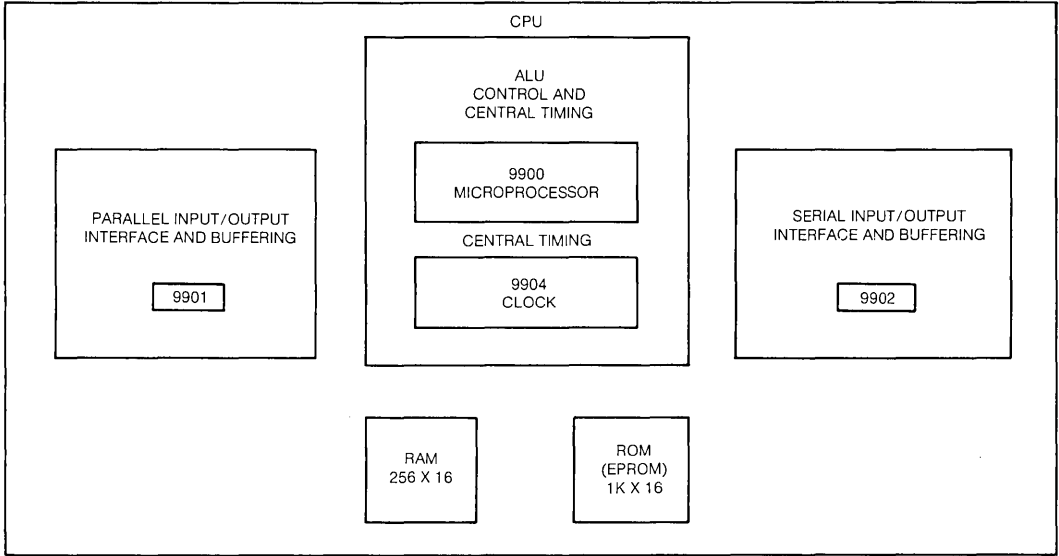 CPU
ALU
CONTROL AND
CENTRAL TIMING
9900
MICROPROCESSOR
CENTRAL TIMING
9904
CLOCK
PARALLEL INPUT/OUTPUT
INTERFACE AND BUFFERING
9901
SERIAL INPUT/OUTPUT
INTERFACE AND BUFFERING
9902
RAM
256 X 16
ROM
(EPROM)
1K X 16